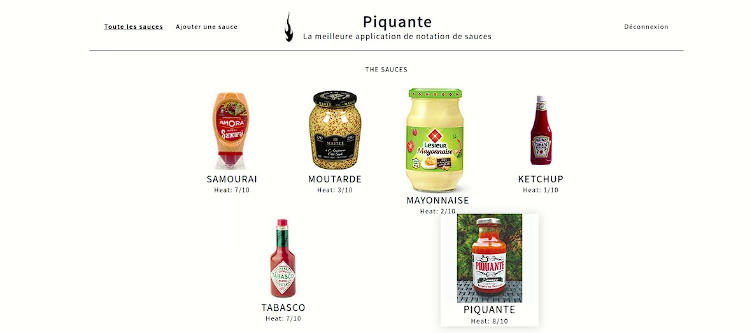 Toute les sauces
Ajouter une sauce
Piquante
La meilleure application de notation de sauces
Déconnexion
THE SAUCES
AMORA
Samouraï
SAMOURAI
Heat: 7/10
MAILLE
MOUTARDE
Heat: 3/10
Lesieur
Mayonnaise
MAYONNAISE
Heat: 2/10
KETCHUP
Heat: 1/10
TABASCO
TABASCO
Heat: 7/10
PIQUANTE
PIQUANTE
Heat: 8/10